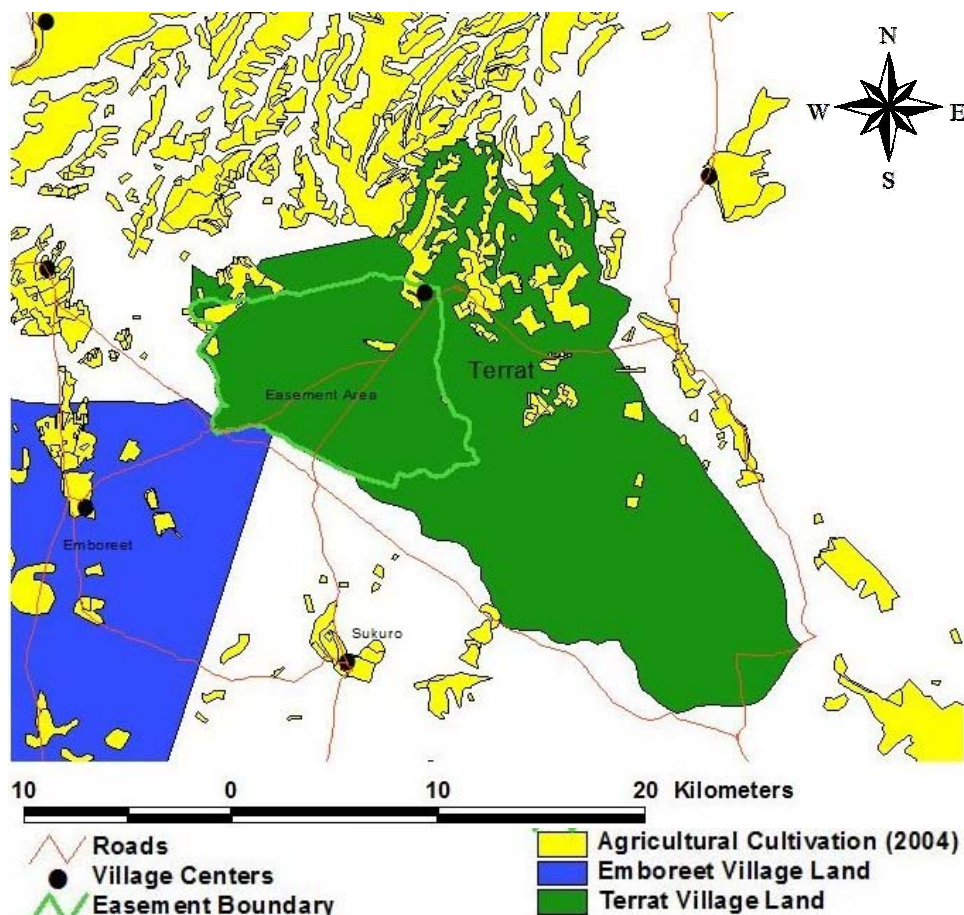 N
W E
S
Terrat
Easement Area
Emboreet
Sukuro
10 0 10 20 Kilometers
Roads
Village Centers
Easement Boundary
Agricultural Cultivation (2004)
Emboreet Village Land
Terrat Village Land